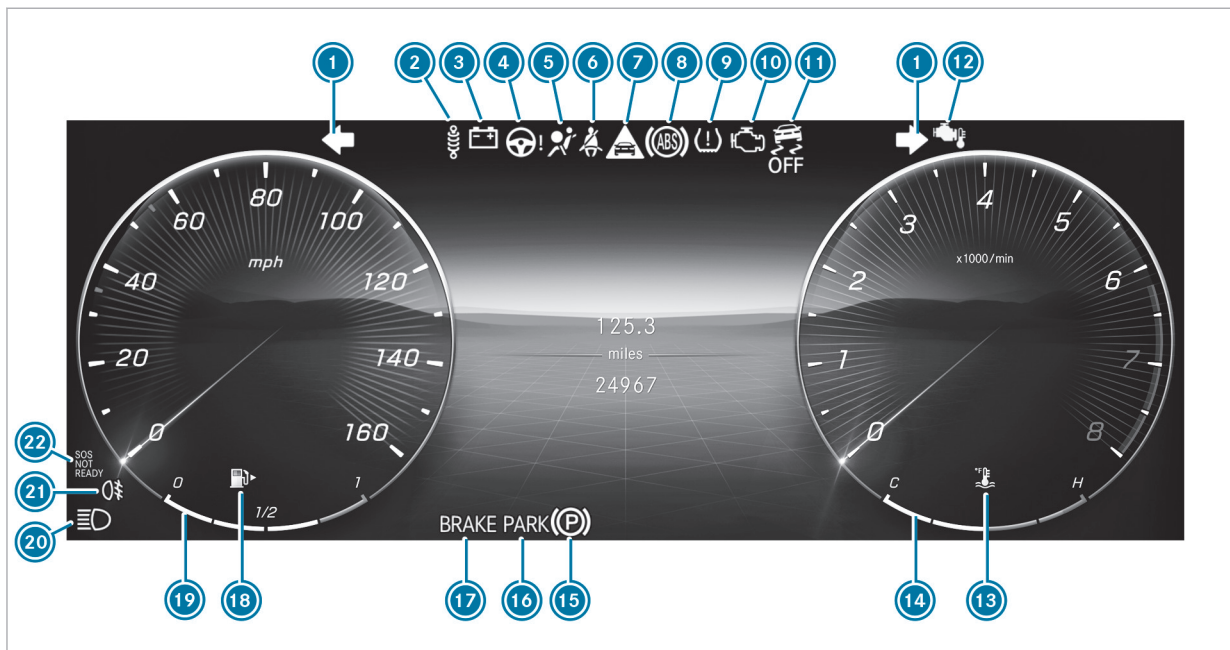 1 2 3 4 5 6 7 8 9 10 11 1 12
ABS
OFF
80
60 100
mph
40 120
20 140
0 160
4
3 5
x1000/min
2 6
1 7
0 8
125.3
miles
24967
22
SOS
NOT
READY
21
20
0 1/2 1
C °F H
BRAKE PARK (P)
19 18 17 16 15 14 13